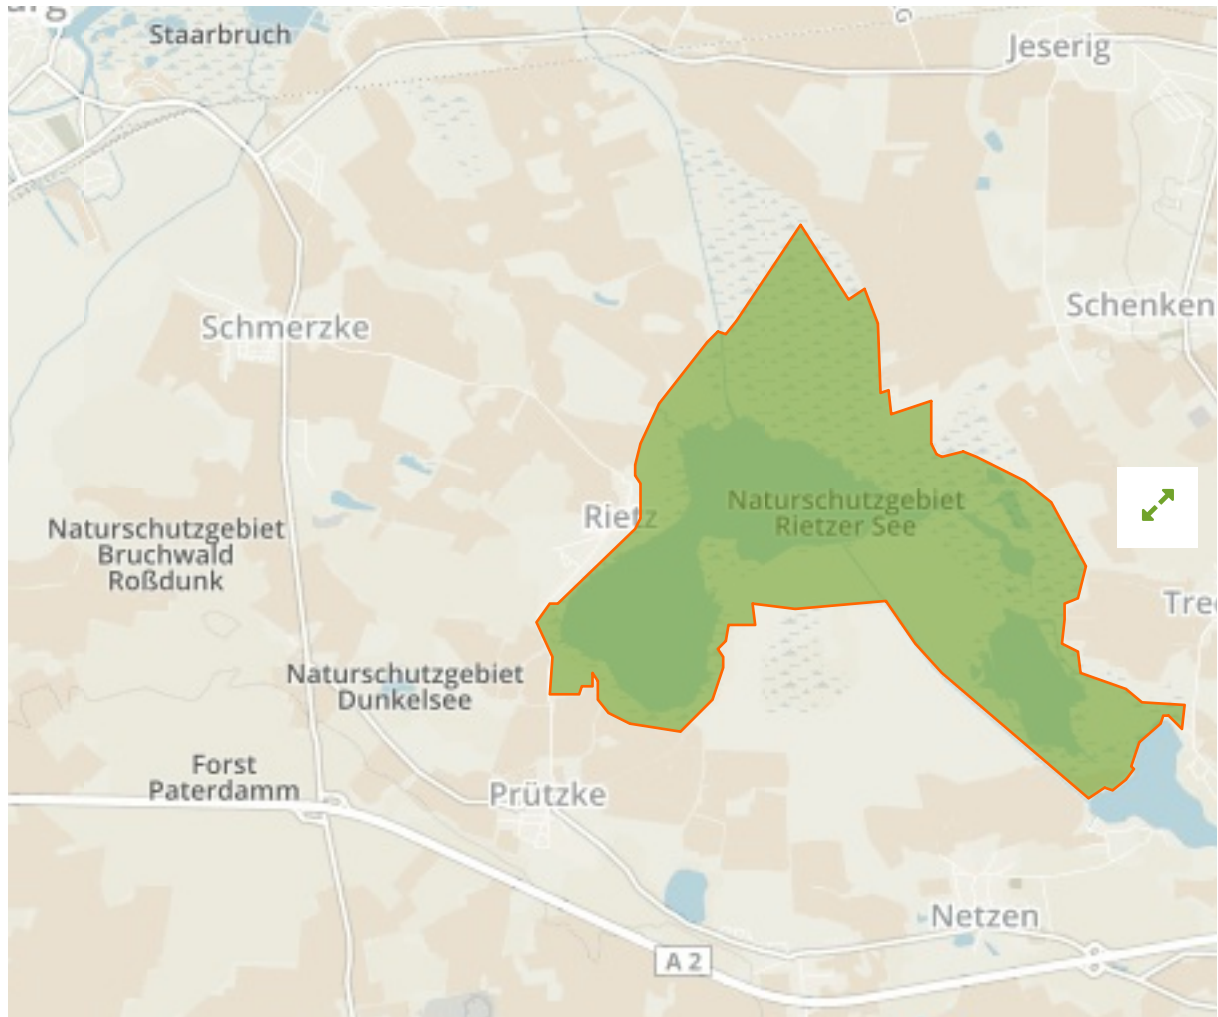 Staarbruch
Jeserig
Schmerzke
Schenken
Rietz
Naturschutzgebiet
Rietzer See
Naturschutzgebiet
Bruchwald
Roßdunk
Naturschutzgebiet
Dunkelsee
Forst
Paterdamm
Prützke
Netzen
A 2